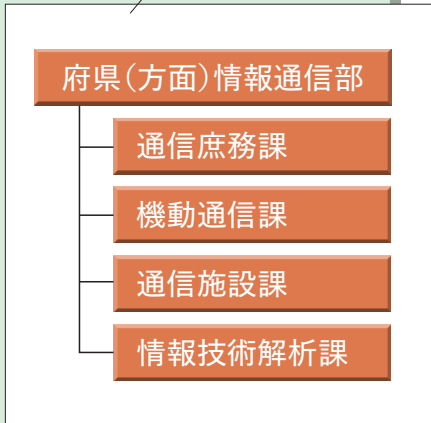 府県(方面)情報通信部
通信庶務課
機動通信課
通信施設課
情報技術解析課